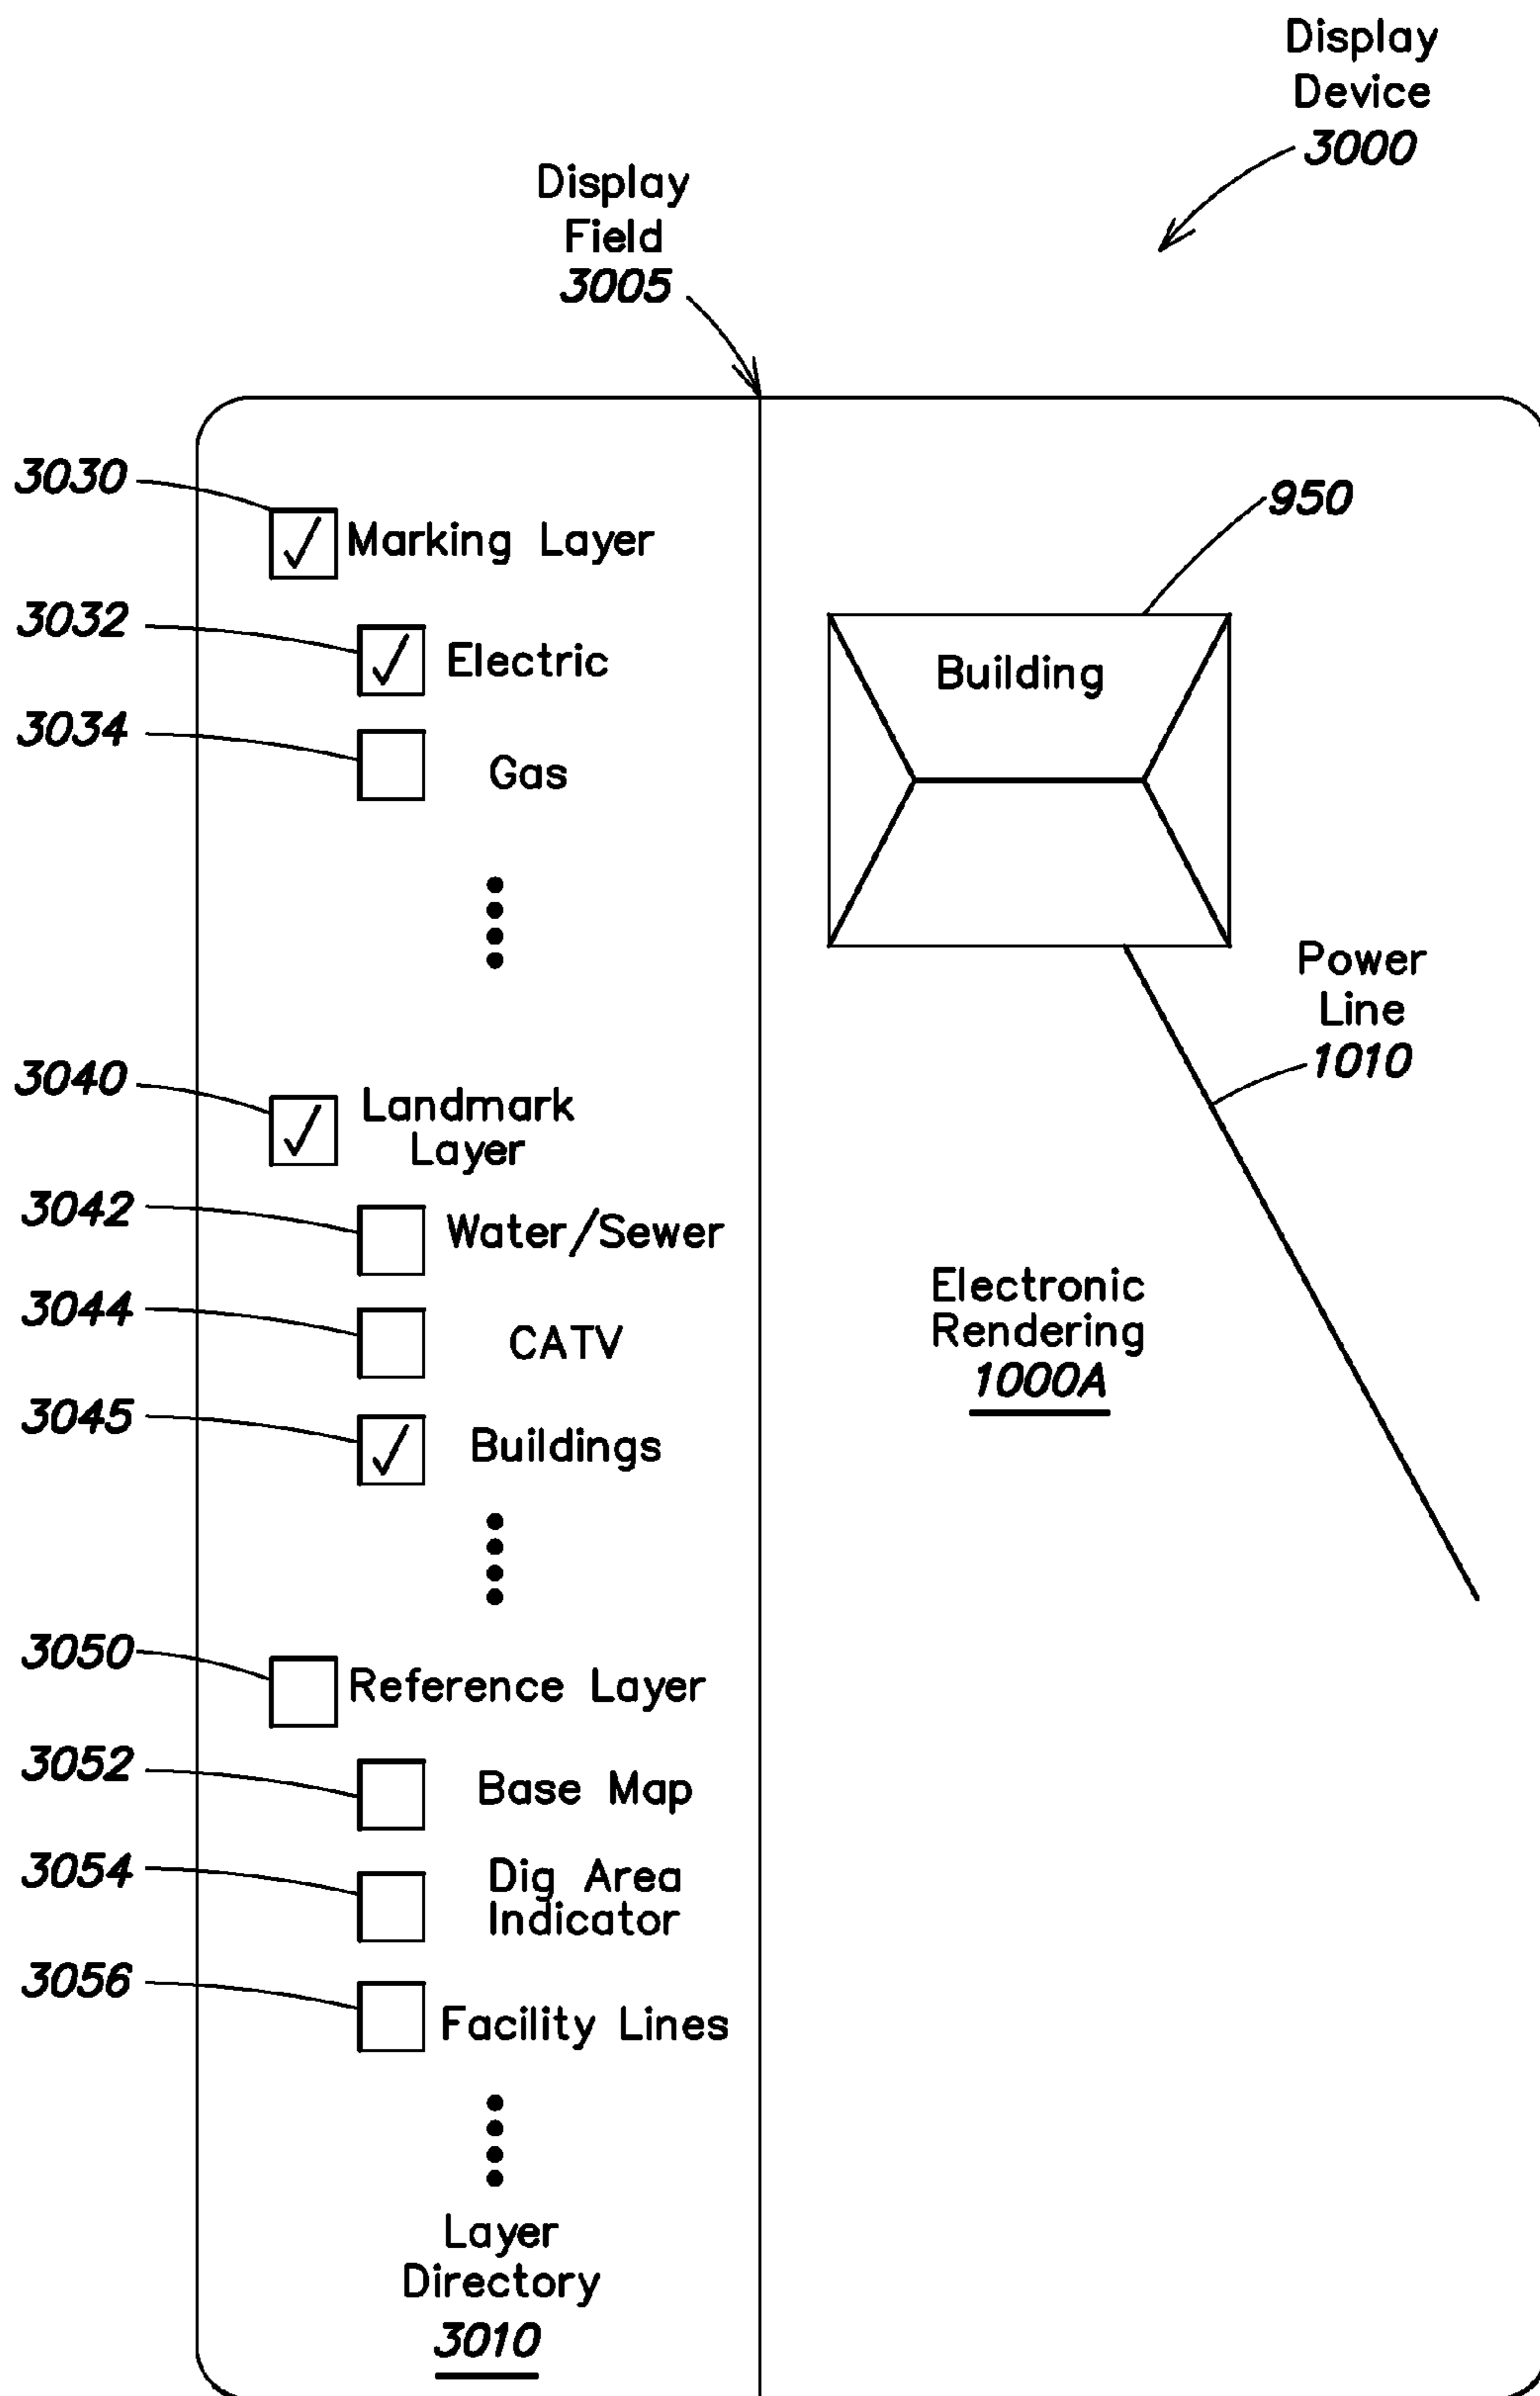 Display
Device
3000
Display
Field
3005
3030
Marking Layer
3032
Electric
3034
Gas
3040
Landmark
Layer
3042
Water/Sewer
3044
CATV
3045
Buildings
3050
Reference Layer
3052
Base Map
3054
Dig Area
Indicator
3056
Facility Lines
Layer
Directory
3010
950
Building
Power
Line
1010
Electronic
Rendering
1000A